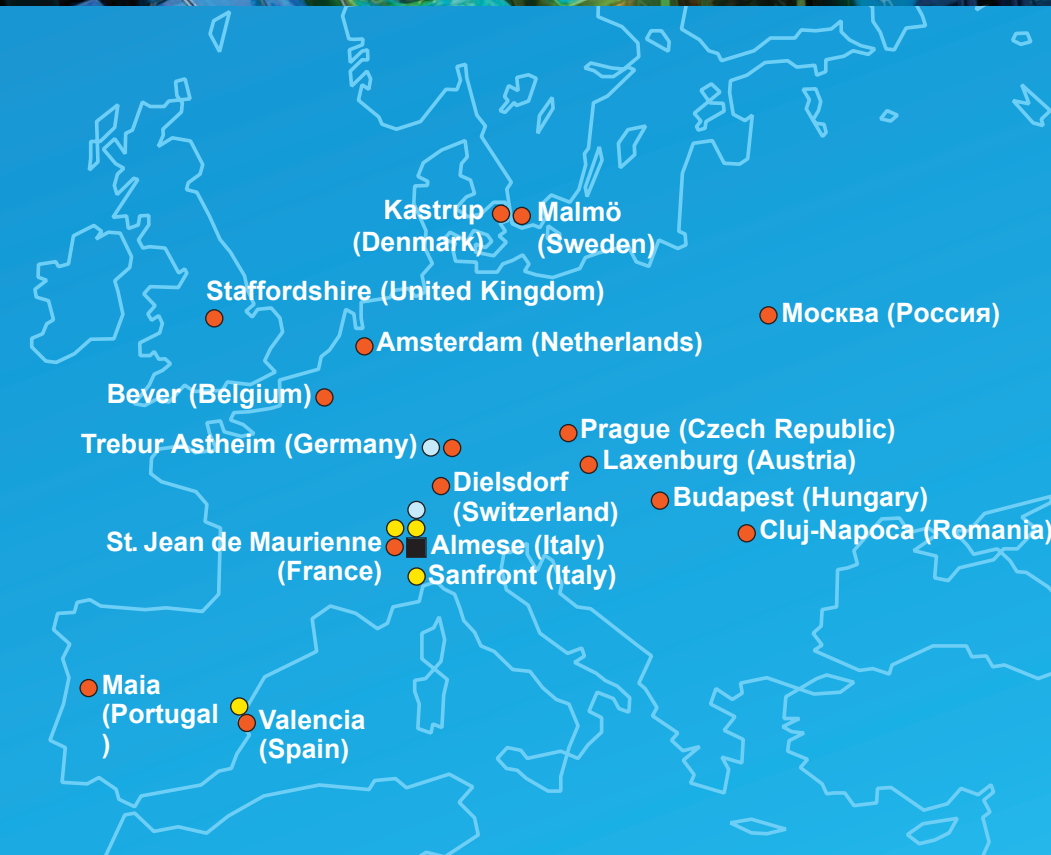 Kastrup
(Denmark)
Malmö
(Sweden)
Staffordshire (United Kingdom)
Москва (Россия)
Amsterdam (Netherlands)
Bever (Belgium)
Trebur Astheim (Germany)
Prague (Czech Republic)
Laxenburg (Austria)
Dielsdorf
(Switzerland)
Budapest (Hungary)
Cluj-Napoca (Romania)
St. Jean de Maurienne
(France)
Almese (Italy)
Sanfront (Italy)
Maia
(Portugal
)
Valencia
(Spain)